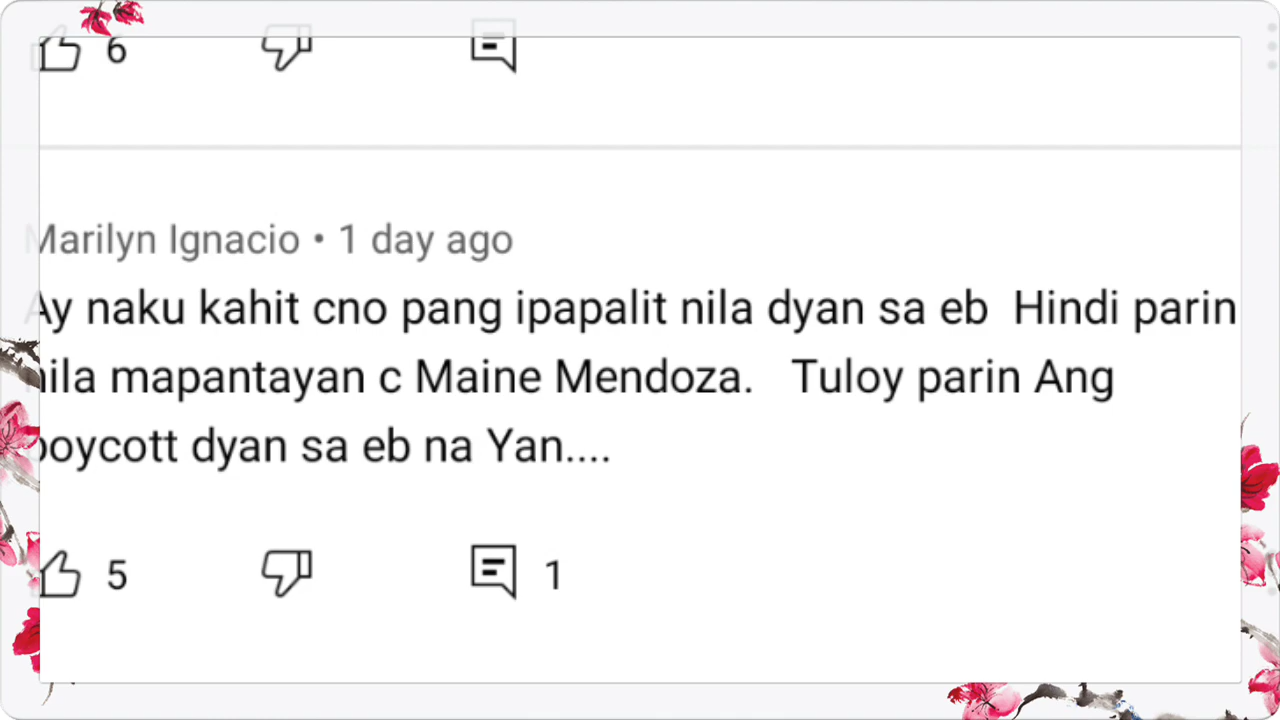 6
Marilyn Ignacio • 1 day ago
Ay naku kahit cno pang ipapalit nila dyan sa eb Hindi parin
nila mapantayan c Maine Mendoza. Tuloy parin Ang
boycott dyan sa eb na Yan....
5 1